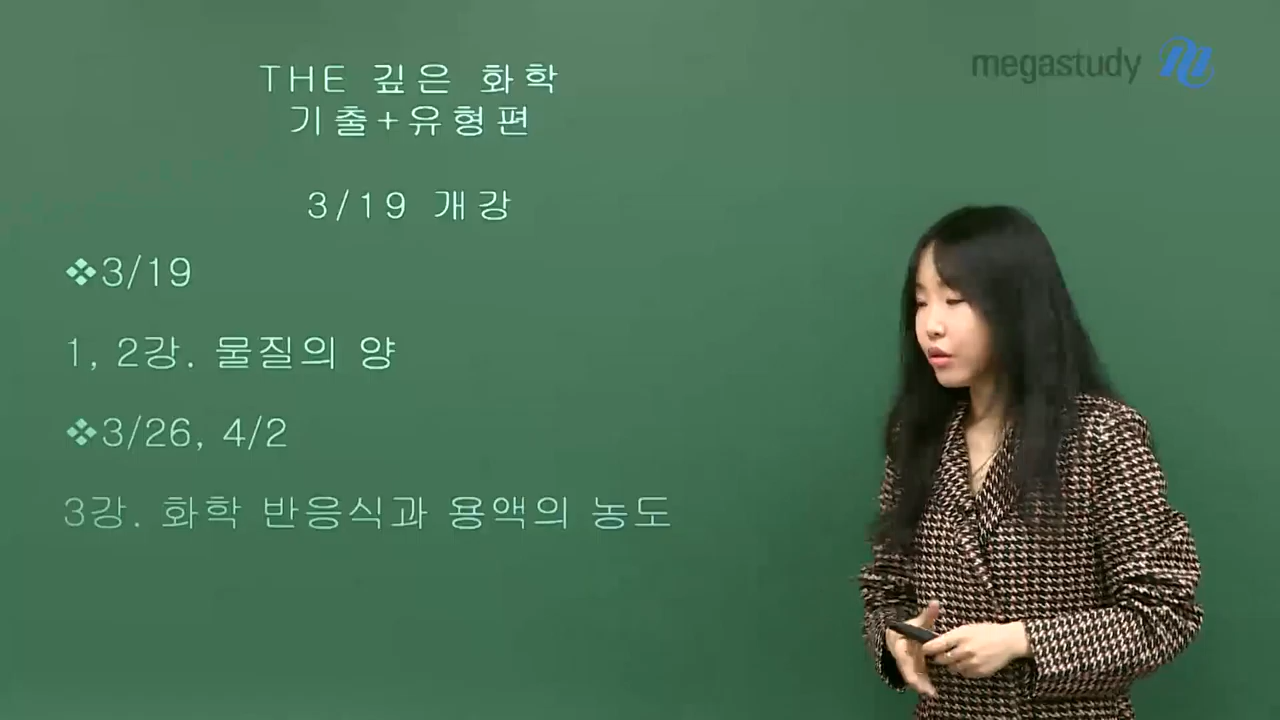 megastudy
THE 깊은 화학
기출+유형편
3/19 개강
❖3/19
1, 2강. 물질의 양
❖3/26, 4/2
3강. 화학 반응식과 용액의 농도